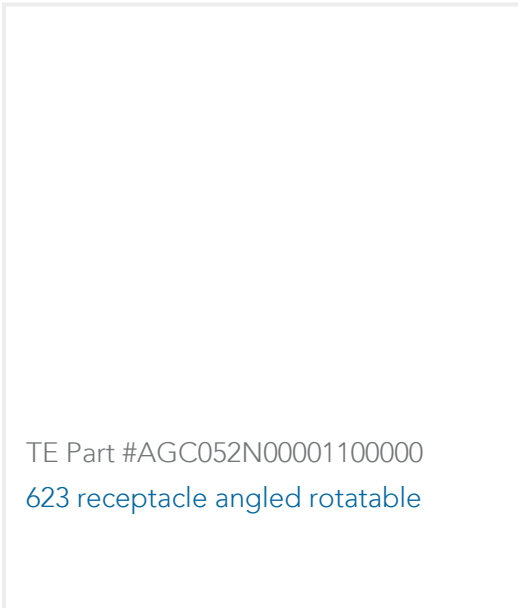 TE Part #AGC052N00001100000
623 receptacle angled rotatable